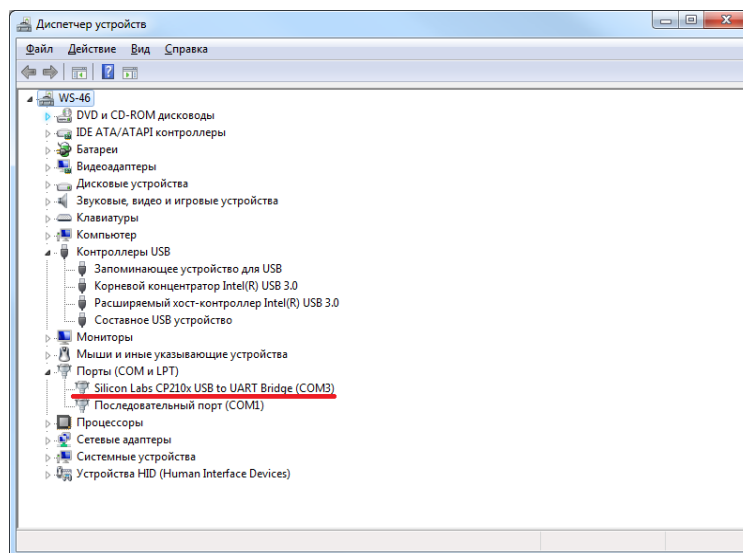 Диспетчер устройств
Файл Действие Вид Справка
WS-46
DVD и CD-ROM дисководы
IDE ATA/ATAPI контроллеры
Батареи
Видеоадаптеры
Дисковые устройства
Звуковые, видео и игровые устройства
Клавиатуры
Компьютер
Контроллеры USB
Запоминающее устройство для USB
Корневой концентратор Intel(R) USB 3.0
Расширяемый хост-контроллер Intel(R) USB 3.0
Составное USB устройство
Мониторы
Мыши и иные указывающие устройства
Порты (COM и LPT)
Silicon Labs CP210x USB to UART Bridge (COM3)
Последовательный порт (COM1)
Процессоры
Сетевые адаптеры
Системные устройства
Устройства HID (Human Interface Devices)